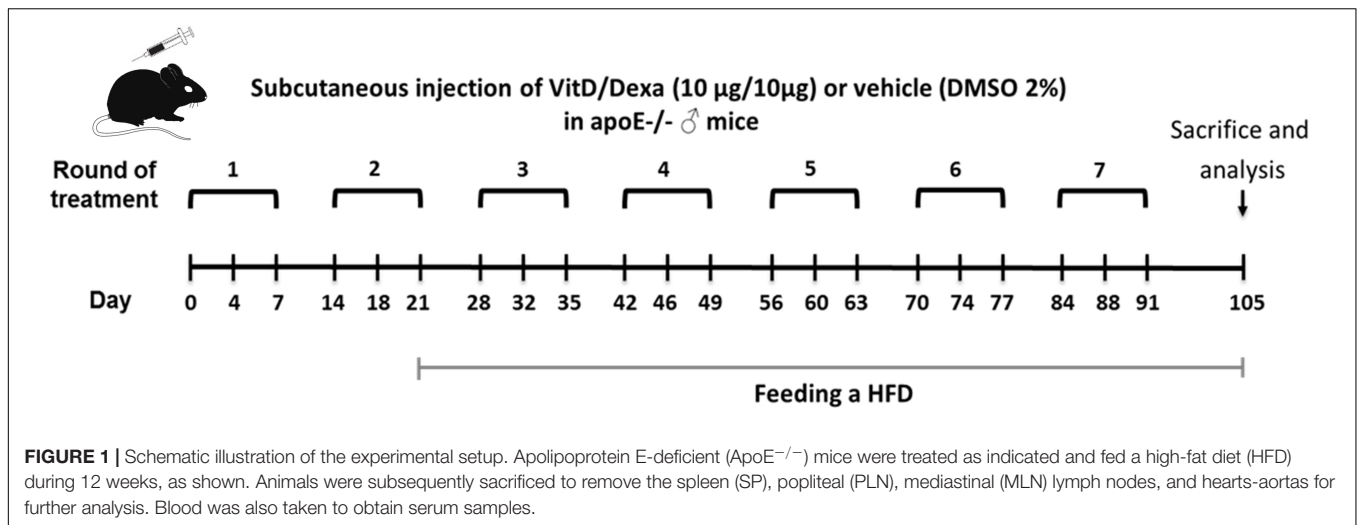 Subcutaneous injection of VitD/Dexa (10 µg/10µg) or vehicle (DMSO 2%)
in apoE-/- ♂ mice
Sacrifice and
analysis
Round of
treatment
1 2 3 4 5 6 7
Day
0 4 7 14 18 21 28 32 35 42 46 49 56 60 63 70 74 77 84 88 91 105
Feeding a HFD
FIGURE 1 | Schematic illustration of the experimental setup. Apolipoprotein E-deficient (ApoE−/−) mice were treated as indicated and fed a high-fat diet (HFD)
during 12 weeks, as shown. Animals were subsequently sacrificed to remove the spleen (SP), popliteal (PLN), mediastinal (MLN) lymph nodes, and hearts-aortas for
further analysis. Blood was also taken to obtain serum samples.